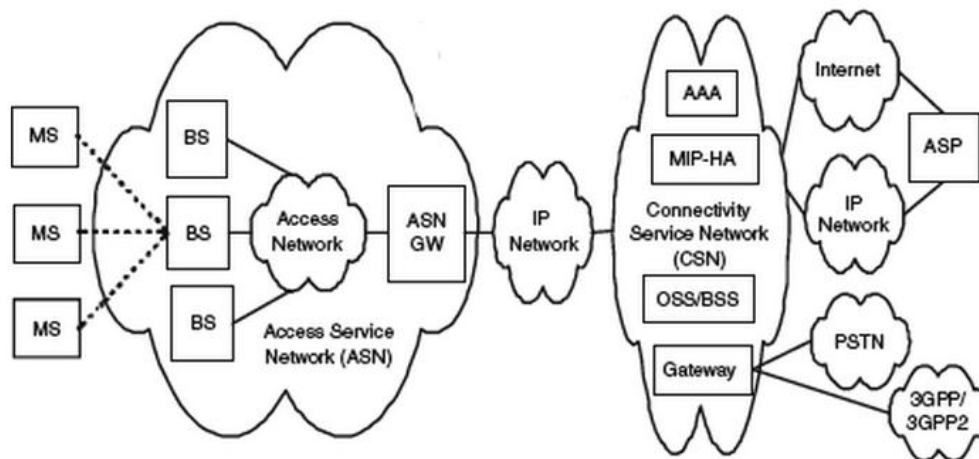 MS
MS
MS
BS
BS
BS
Access
Network
Access Service
Network (ASN)
ASN
GW
IP
Network
AAA
MIP-HA
Connectivity
Service Network
(CSN)
OSS/BSS
Gateway
Internet
IP
Network
ASP
PSTN
3GPP/
3GPP2